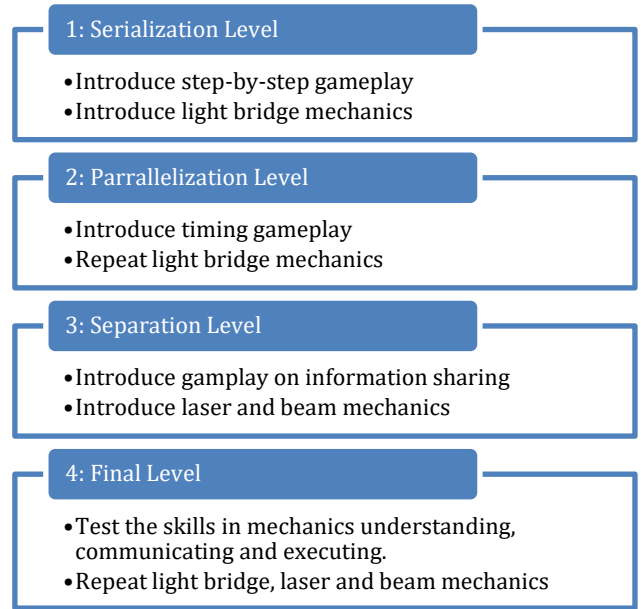 1: Serialization Level
•Introduce step-by-step gameplay
•Introduce light bridge mechanics
2: Parrallelization Level
•Introduce timing gameplay
•Repeat light bridge mechanics
3: Separation Level
•Introduce gamplay on information sharing
•Introduce laser and beam mechanics
4: Final Level
•Test the skills in mechanics understanding,
communicating and executing.
•Repeat light bridge, laser and beam mechanics